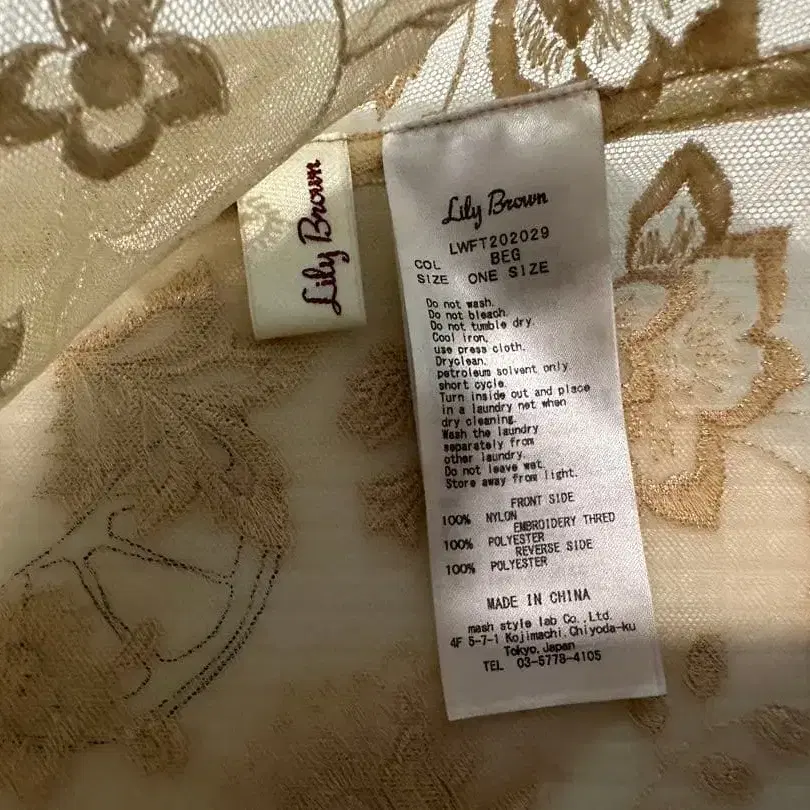 Lily Brown
Lily Brown
LWFT202029
COL BEG
SIZE ONE SIZE
Do not wash.
Do not bleach.
Do not tumble dry.
Cool iron,
use press cloth.
Dryclean.
petroleum solvent only
short cycle.
Turn inside out and place
in a laundry net when
dry cleaning.
Wash the laundry
separately from
other laundry.
Do not leave wet.
Store away from light.
FRONT SIDE
100% NYLON
EMBROIDERY THRED
100% POLYESTER
REVERSE SIDE
100% POLYESTER
MADE IN CHINA
mash style lab Co.,Ltd.
4F 5-7-1 Kojimachi,Chiyoda-ku
Tokyo,Japan
TEL 03-5778-4105